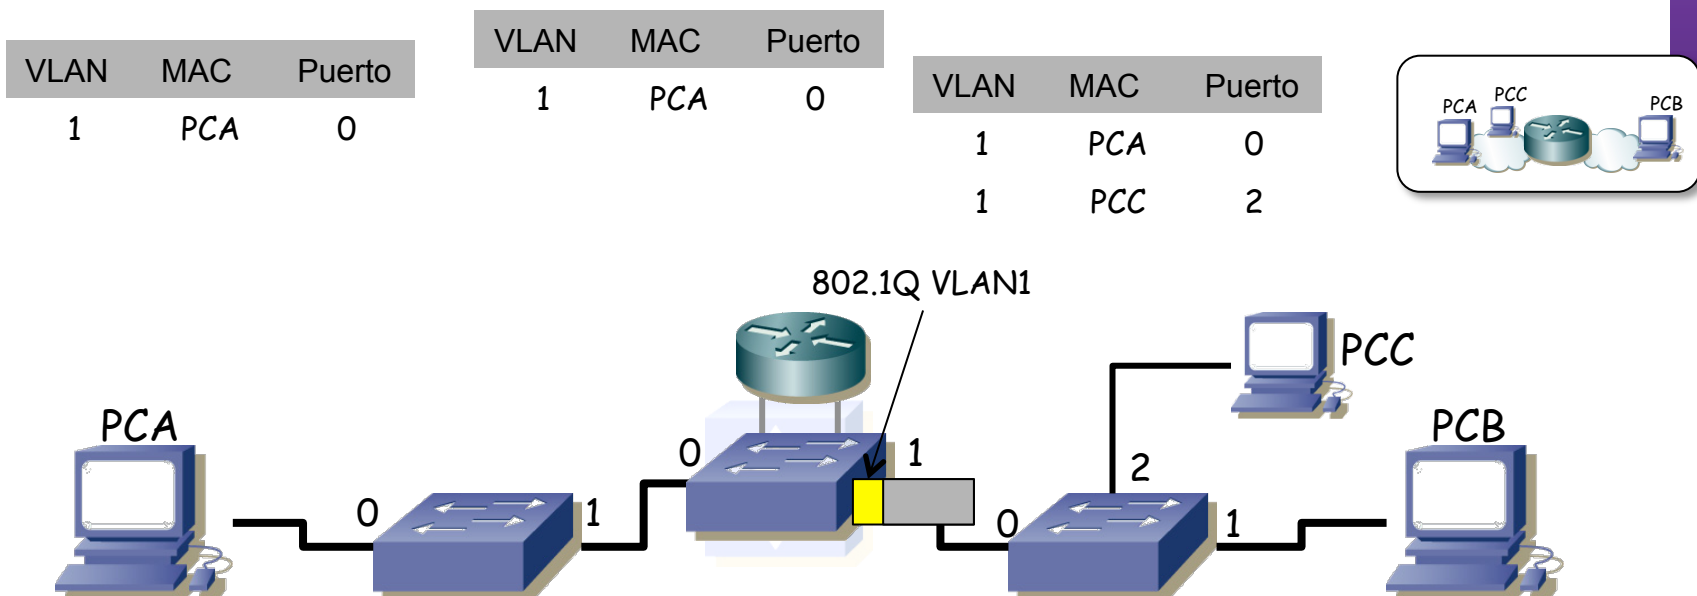 VLAN MAC Puerto
1 PCA 0
VLAN MAC Puerto
1 PCA 0
VLAN MAC Puerto
1 PCA 0
1 PCC 2
PCA PCC PCB
802.1Q VLAN1
PCA
0
1
0
1
0
2
1
PCC
PCB